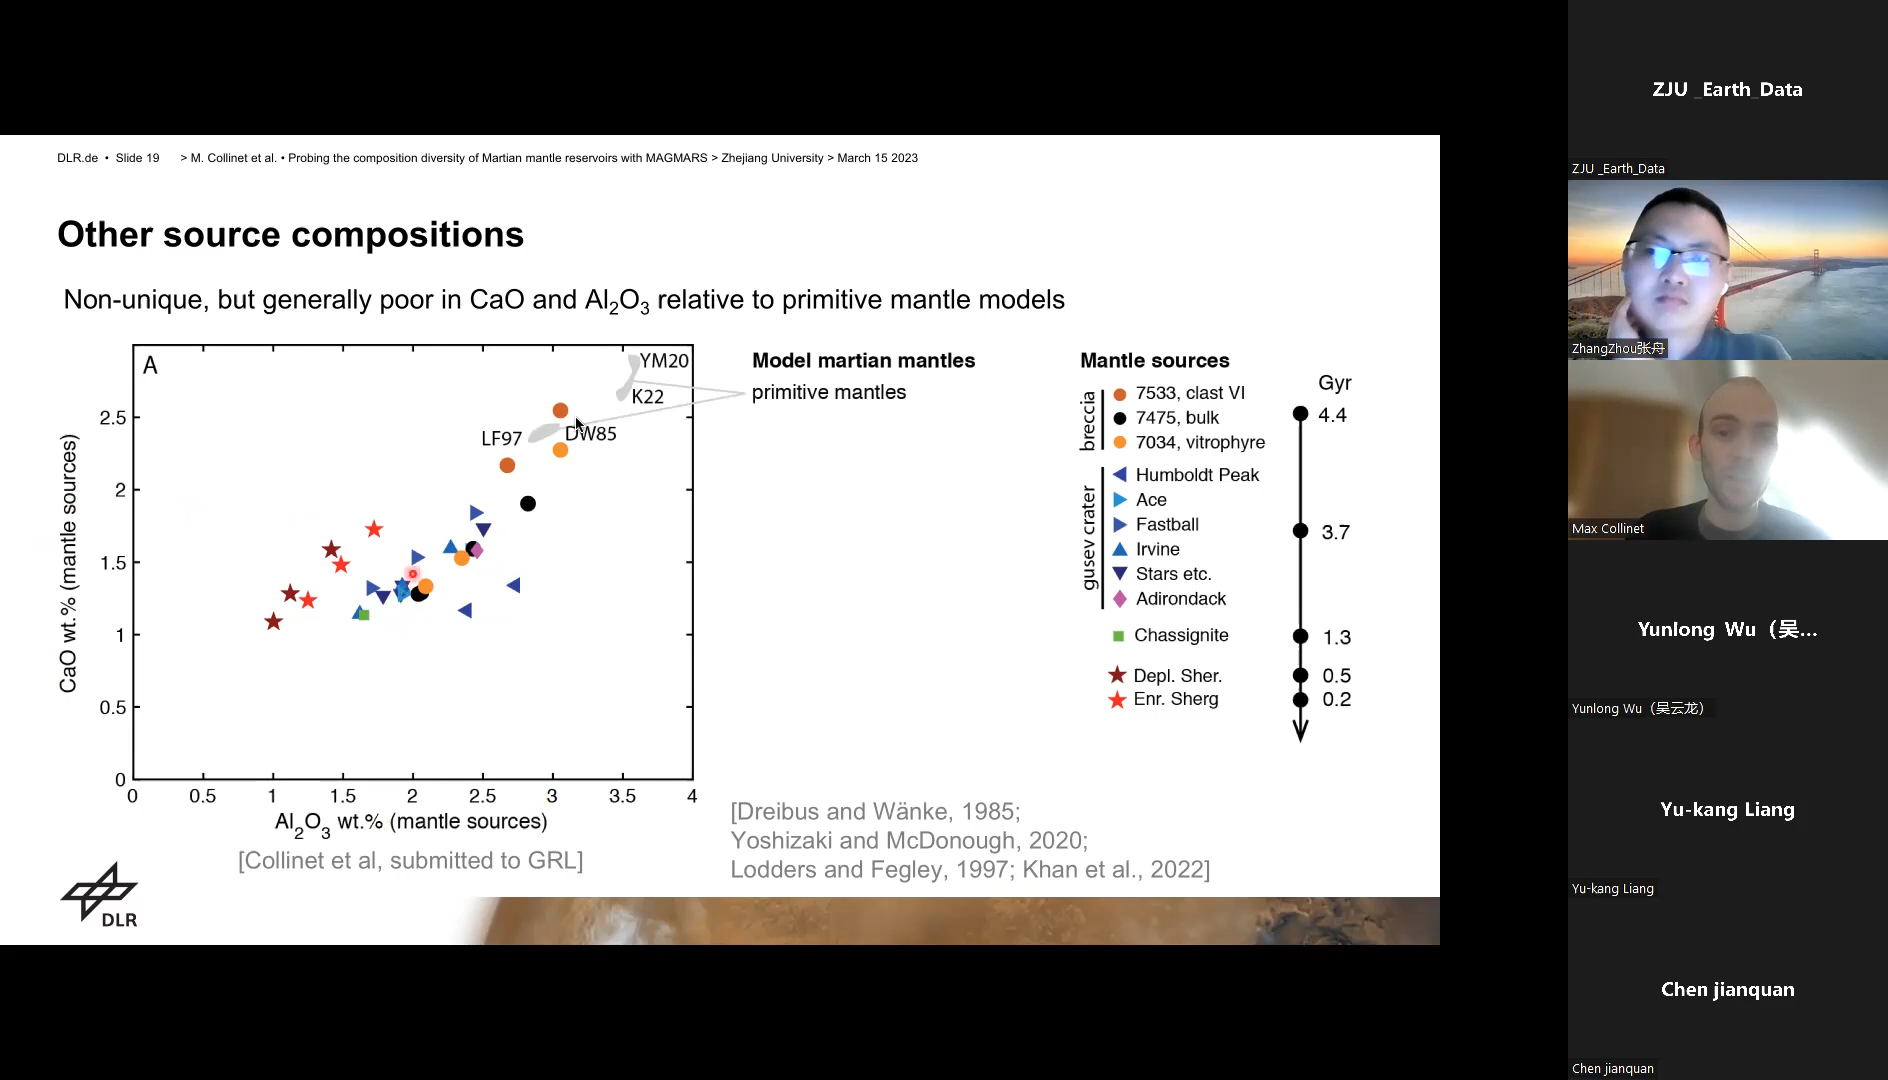 DLR.de • Slide 19 > M. Collinet et al. • Probing the composition diversity of Martian mantle reservoirs with MAGMARS > Zhejiang University > March 15 2023
Other source compositions
Non-unique, but generally poor in CaO and Al₂O₃ relative to primitive mantle models
A
YM20
K22
LF97
DW85
2.5
2
1.5
1
0.5
0
CaO wt.% (mantle sources)
0 0.5 1 1.5 2 2.5 3 3.5 4
Al₂O₃ wt.% (mantle sources)
[Collinet et al, submitted to GRL]
Model martian mantles
primitive mantles
Mantle sources
breccia
7533, clast VI
7475, bulk
7034, vitrophyre
gusev crater
Humboldt Peak
Ace
Fastball
Irvine
Stars etc.
Adirondack
Chassignite
Depl. Sher.
Enr. Sherg
Gyr
4.4
3.7
1.3
0.5
0.2
[Dreibus and Wänke, 1985;
Yoshizaki and McDonough, 2020;
Lodders and Fegley, 1997; Khan et al., 2022]
DLR
ZJU _Earth_Data
ZJU _Earth_Data
ZhangZhou张舟
Max Collinet
Yunlong Wu（吴...
Yunlong Wu（吴云龙）
Yu-kang Liang
Yu-kang Liang
Chen jianquan
Chen jianquan